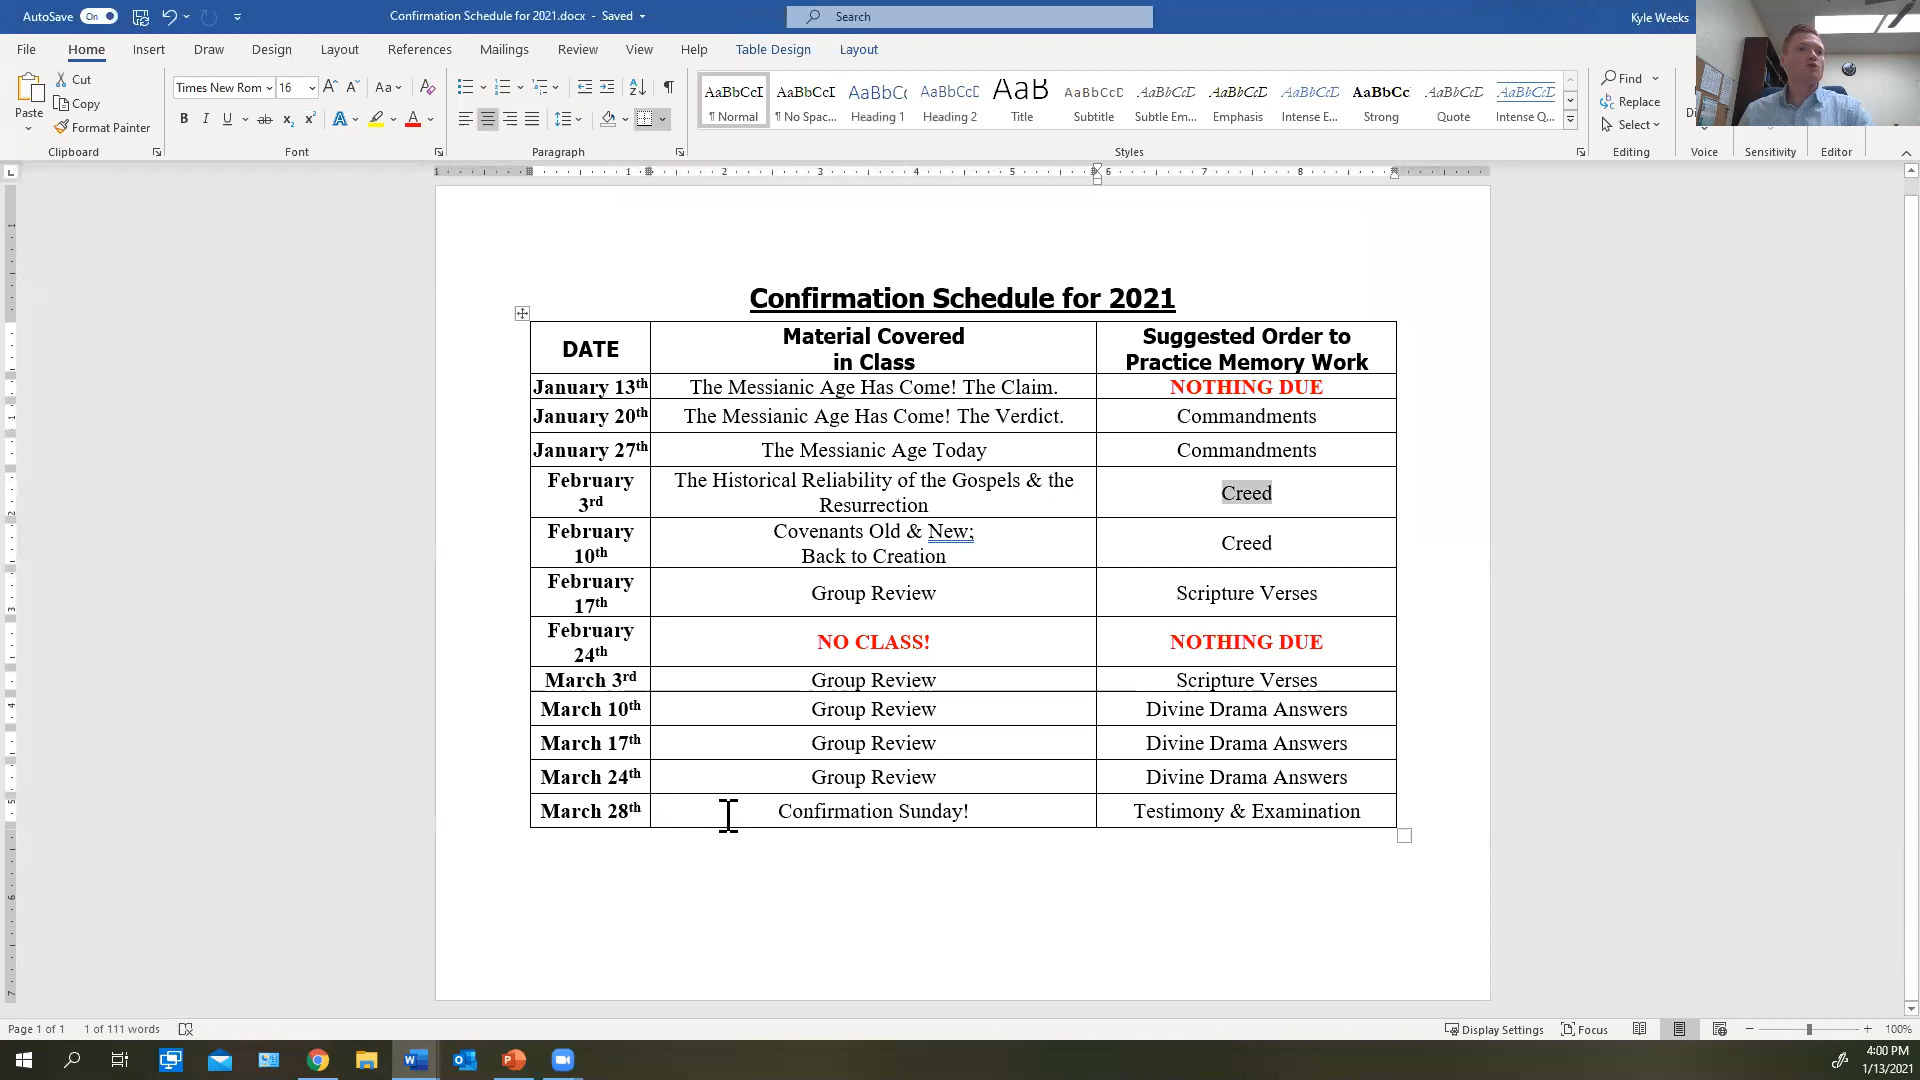 AutoSave On
Confirmation Schedule for 2021.docx - Saved
Search
Kyle Weeks
File Home Insert Draw Design Layout References Mailings Review View Help Table Design Layout
Paste
Cut
Copy
Format Painter
Clipboard
Times New Rom 16
Font
Paragraph
AaBbCcI AaBbCcI AaBbCc AaBbCcD AaB AaBbCcD AaBbCcD AaBbCcD AaBbCcD AaBbCc AaBbCcD AaBbCcD
¶ Normal ¶ No Spac... Heading 1 Heading 2 Title Subtitle Subtle Em... Emphasis Intense E... Strong Quote Intense Q...
Styles
Find
Replace
Select
Editing
Voice
Sensitivity
Editor
Confirmation Schedule for 2021
DATE
Material Covered
in Class
Suggested Order to
Practice Memory Work
January 13th The Messianic Age Has Come! The Claim. NOTHING DUE
January 20th The Messianic Age Has Come! The Verdict. Commandments
January 27th The Messianic Age Today Commandments
February
3rd
The Historical Reliability of the Gospels & the
Resurrection
Creed
February
10th
Covenants Old & New;
Back to Creation
Creed
February
17th
Group Review
Scripture Verses
February
24th
NO CLASS!
NOTHING DUE
March 3rd Group Review Scripture Verses
March 10th Group Review Divine Drama Answers
March 17th Group Review Divine Drama Answers
March 24th Group Review Divine Drama Answers
March 28th Confirmation Sunday! Testimony & Examination
Page 1 of 1 1 of 111 words
Display Settings Focus 100%
4:00 PM
1/13/2021